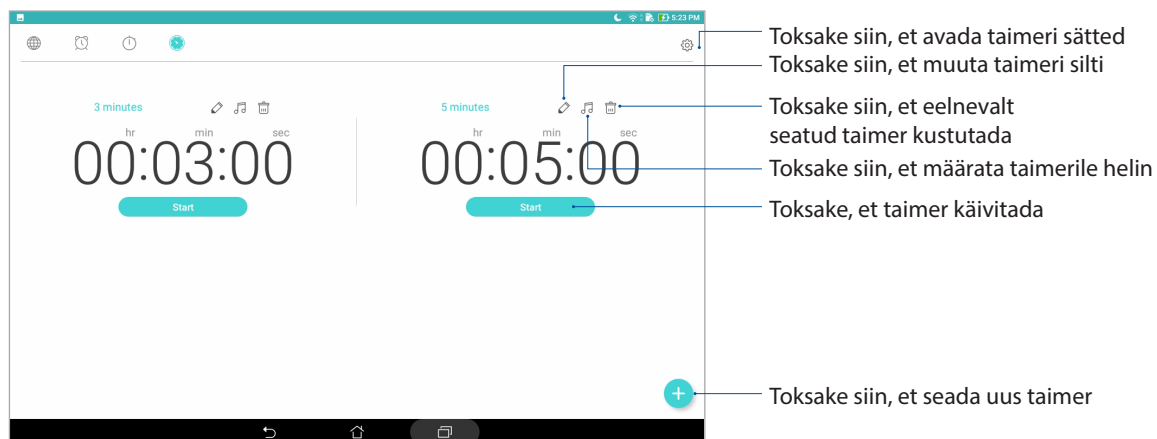 5:23 PM
Toksake siin, et avada taimeri sätted
Toksake siin, et muuta taimeri silti
3 minutes
5 minutes
Toksake siin, et eelnevalt
seatud taimer kustutada
hr min sec
00:03:00
hr min sec
00:05:00
Toksake siin, et määrata taimerile helin
Start
Start
Toksake, et taimer käivitada
Toksake siin, et seada uus taimer